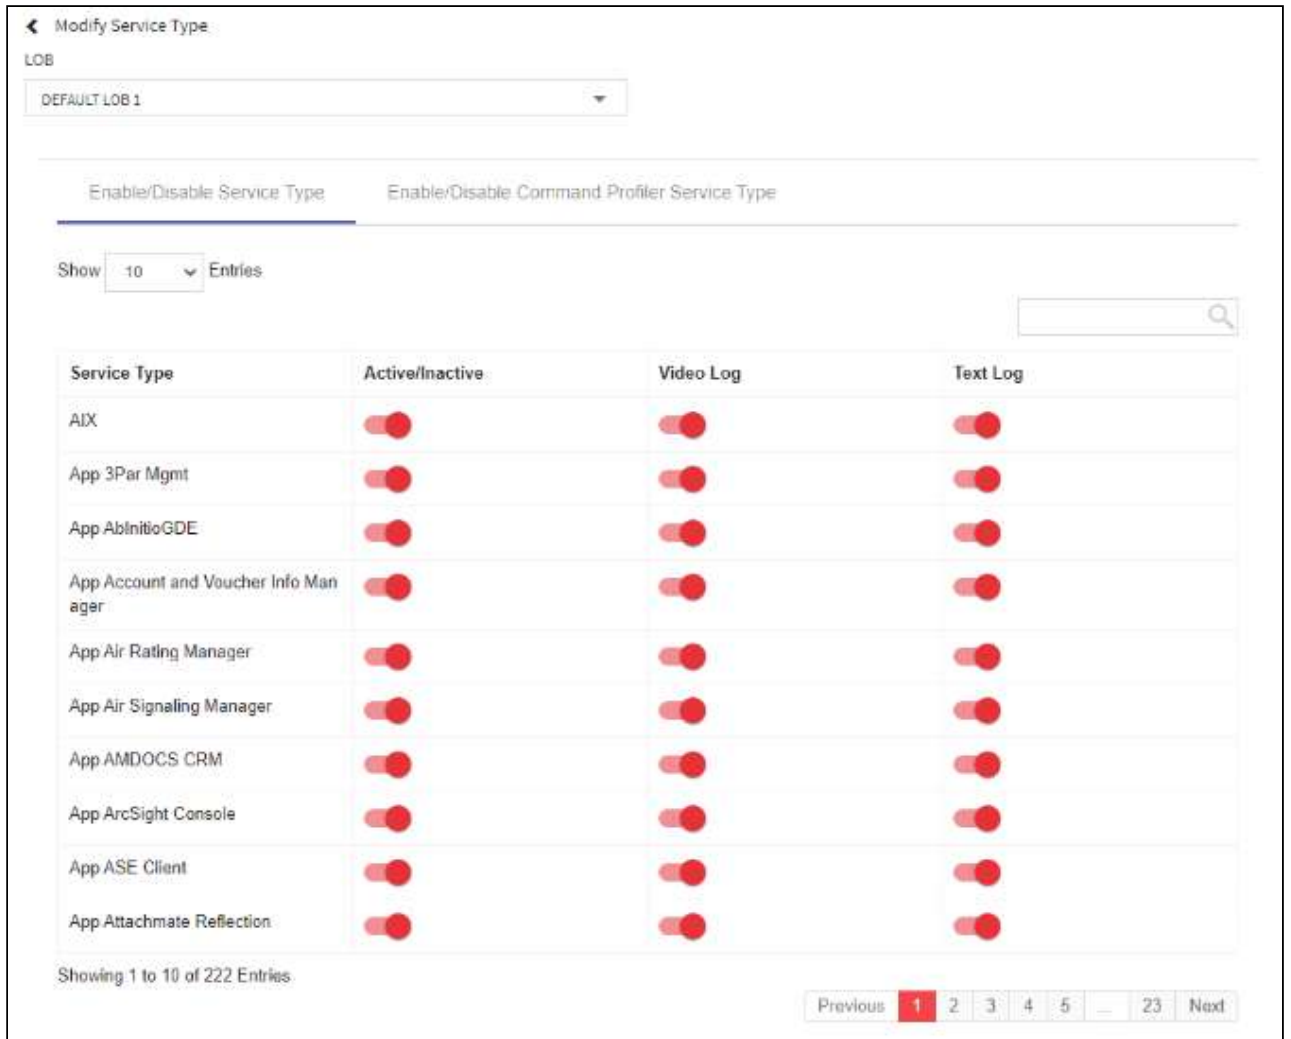 Modify Service Type
LOB
DEFAULT LOB 1
Enable/Disable Service Type Enable/Disable Command Profiler Service Type
Show 10 Entries
Service Type Active/Inactive Video Log Text Log
AIX
App 3Par Mgmt
App AbInitioGDE
App Account and Voucher Info Man
ager
App Air Rating Manager
App Air Signaling Manager
App AMDOCS CRM
App ArcSight Console
App ASE Client
App Attachmate Reflection
Showing 1 to 10 of 222 Entries
Previous 1 2 3 4 5 ... 23 Next